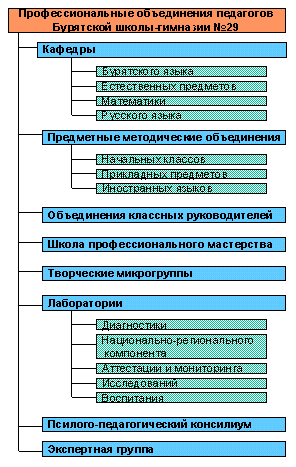 Профессиональные объединения педагогов
Бурятской школы-гимназии №29
Кафедры
Бурятского языка
Естественных предметов
Математики
Русского языка
Предметные методические объединения
Начальных классов
Прикладных предметов
Иностранных языков
Объединения классных руководителей
Школа профессионального мастерства
Творческие микрогруппы
Лаборатории
Диагностики
Национально-регионального
компонента
Аттестации и мониторинга
Исследований
Воспитания
Псилого-педагогический консилиум
Экспертная группа